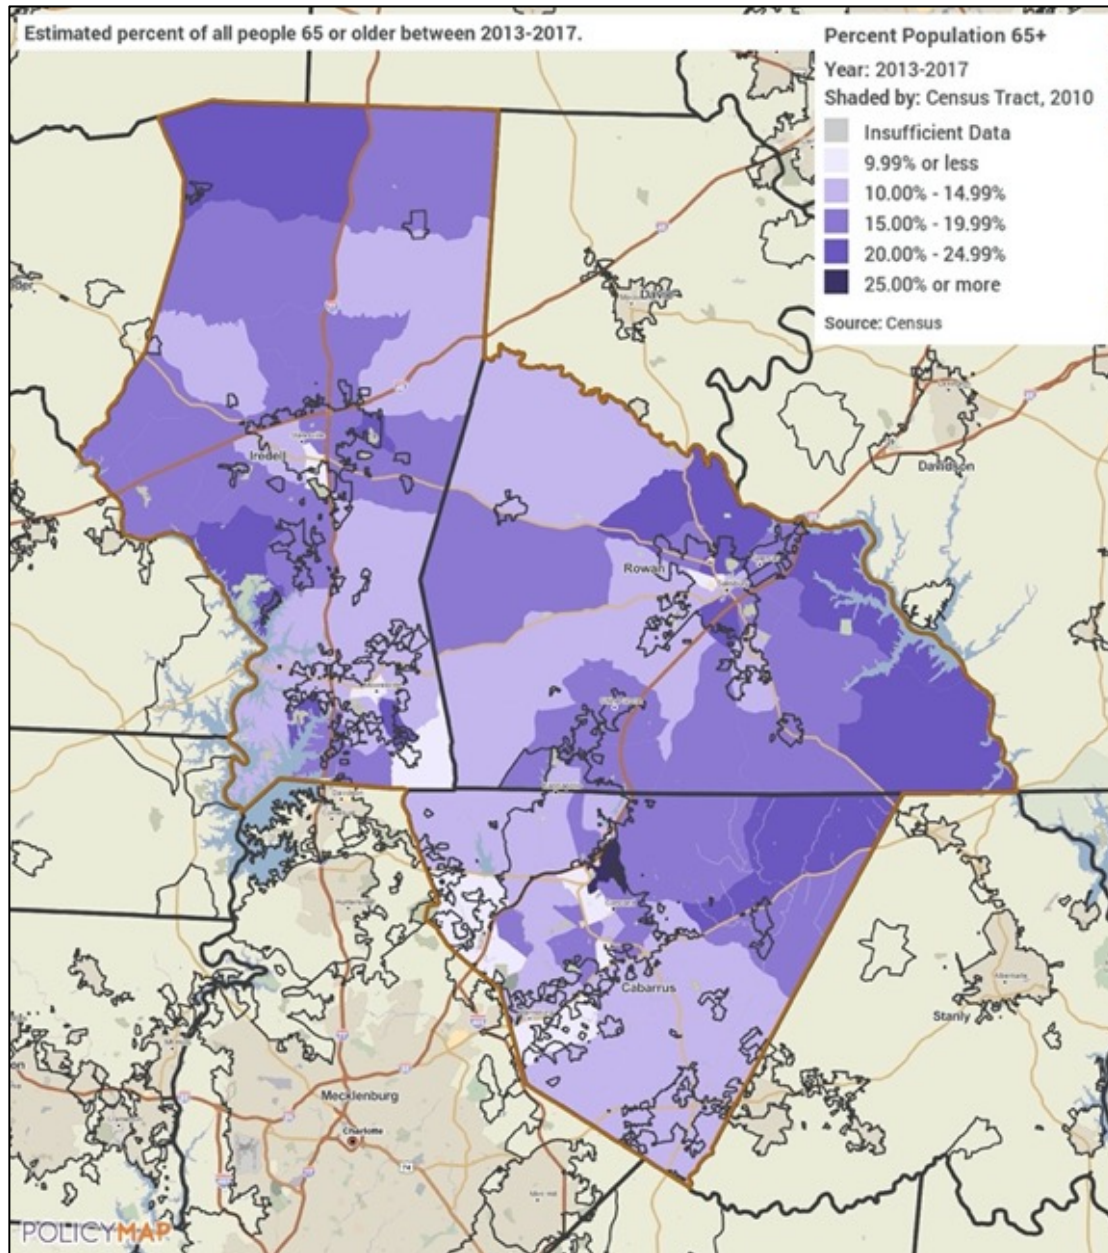 Estimated percent of all people 65 or older between 2013-2017.
Percent Population 65+
Year: 2013-2017
Shaded by: Census Tract, 2010
Insufficient Data
9.99% or less
10.00% - 14.99%
15.00% - 19.99%
20.00% - 24.99%
25.00% or more
Source: Census
Davie
Iredell
Davidson
Rowan
Cabarrus
Stanly
Mecklenburg
Charlotte
74
POLICYMAP